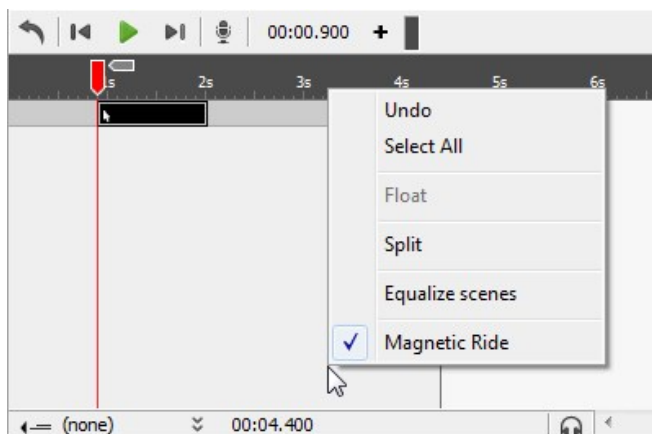 00:00.900
1s 2s 3s 4s 5s 6s
Undo
Select All
Float
Split
Equalize scenes
Magnetic Ride
(none) 00:04.400